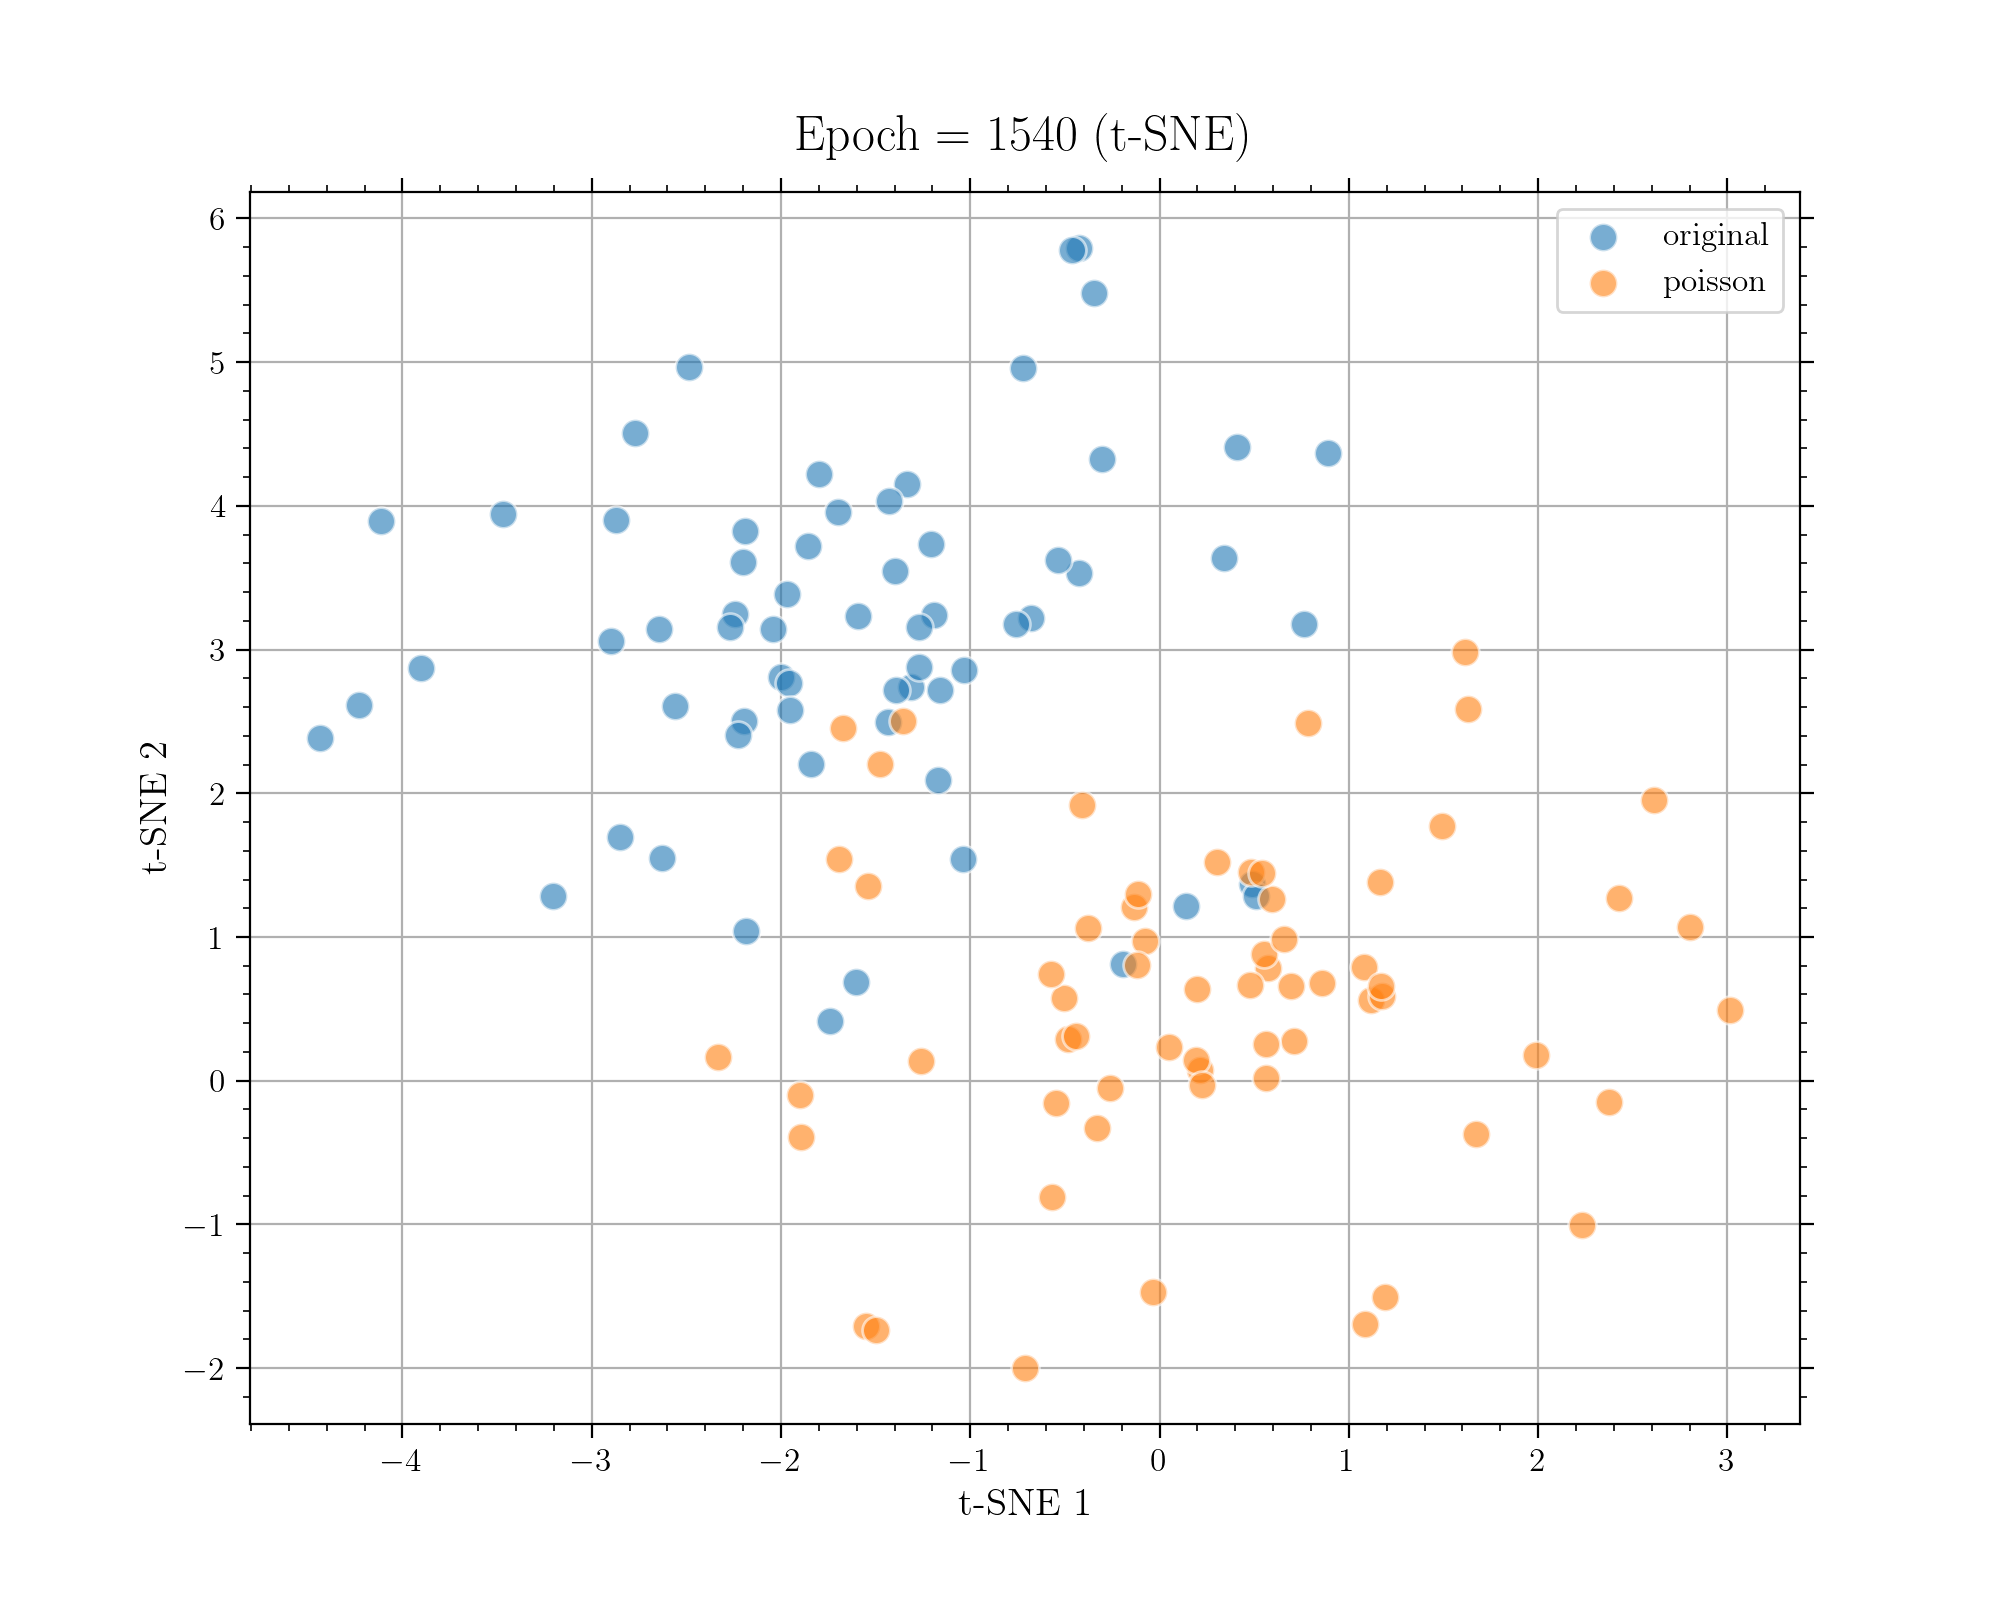 Epoch = 1540 (t-SNE)
original
poisson
6
5
4
3
2
1
0
−1
−2
t-SNE 2
−4 −3 −2 −1 0 1 2 3
t-SNE 1